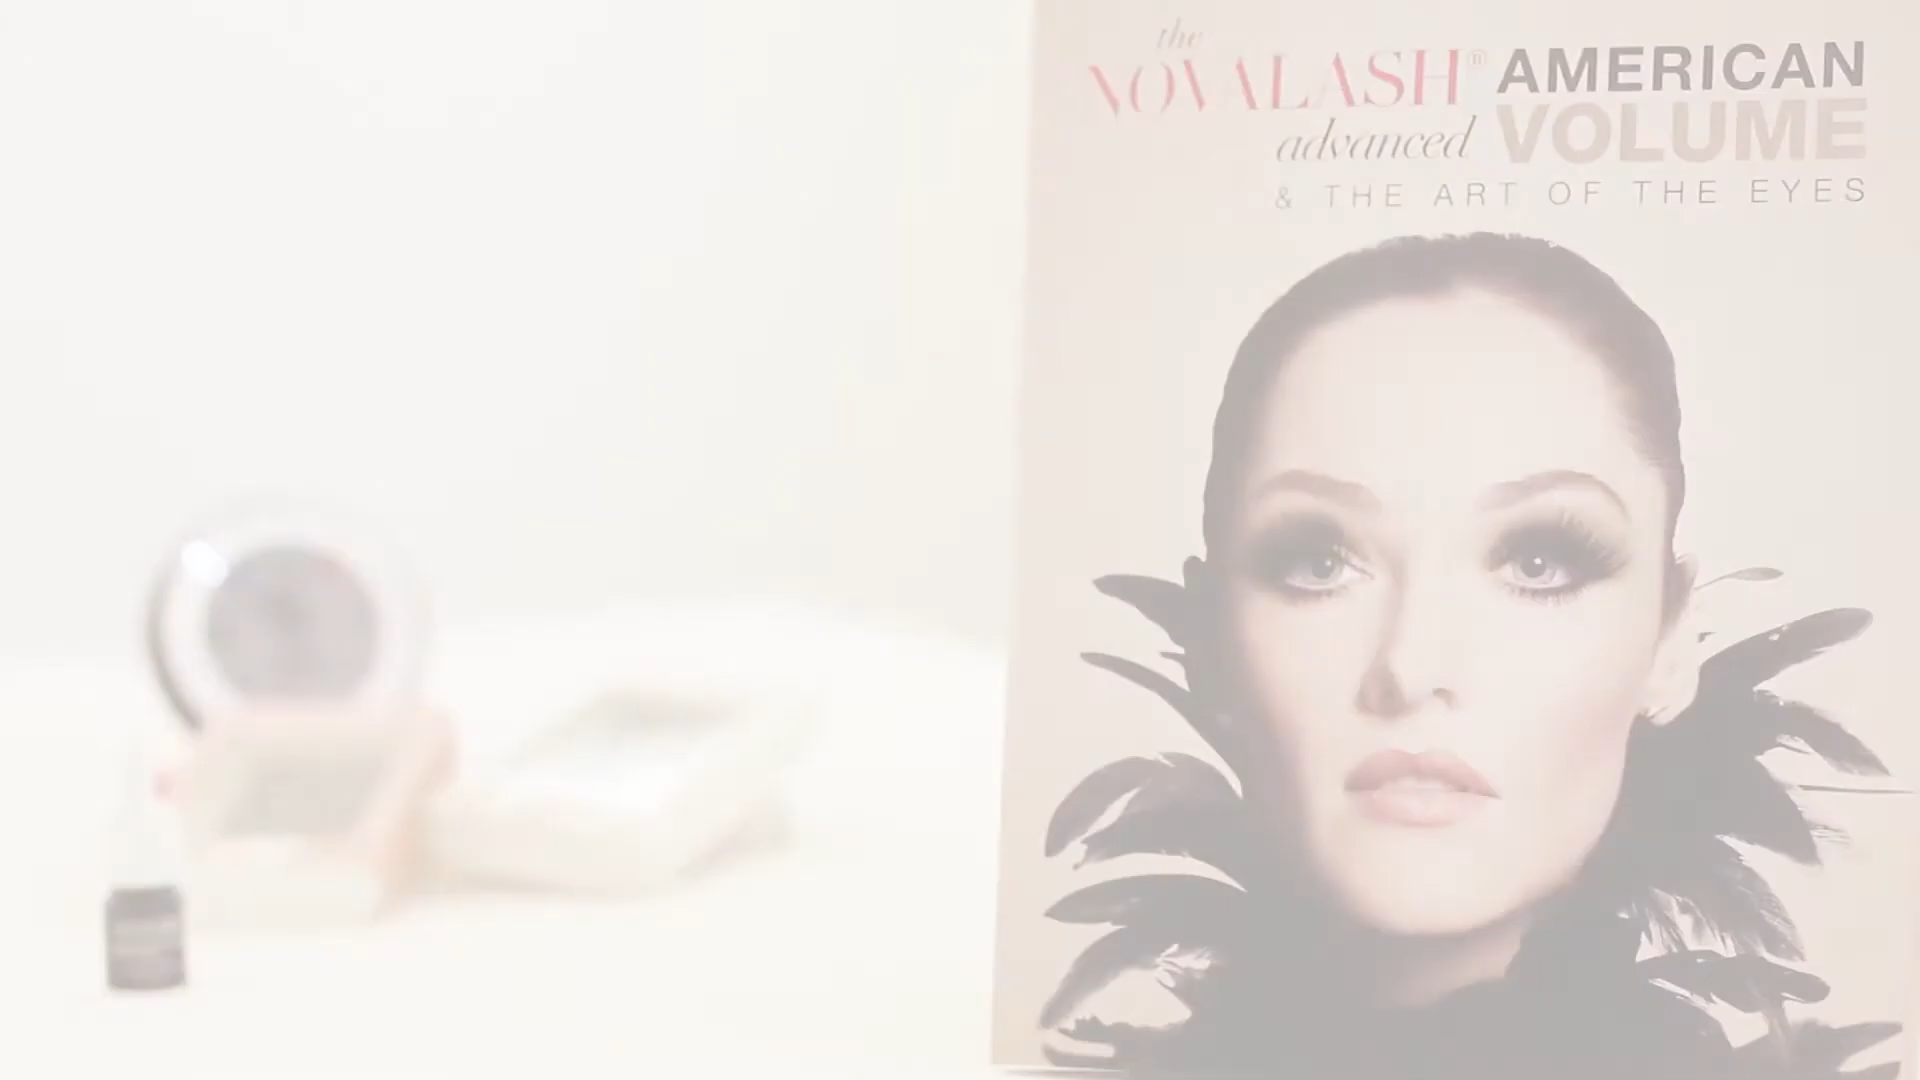 the
NOVALASH® AMERICAN
advanced VOLUME
& THE ART OF THE EYES